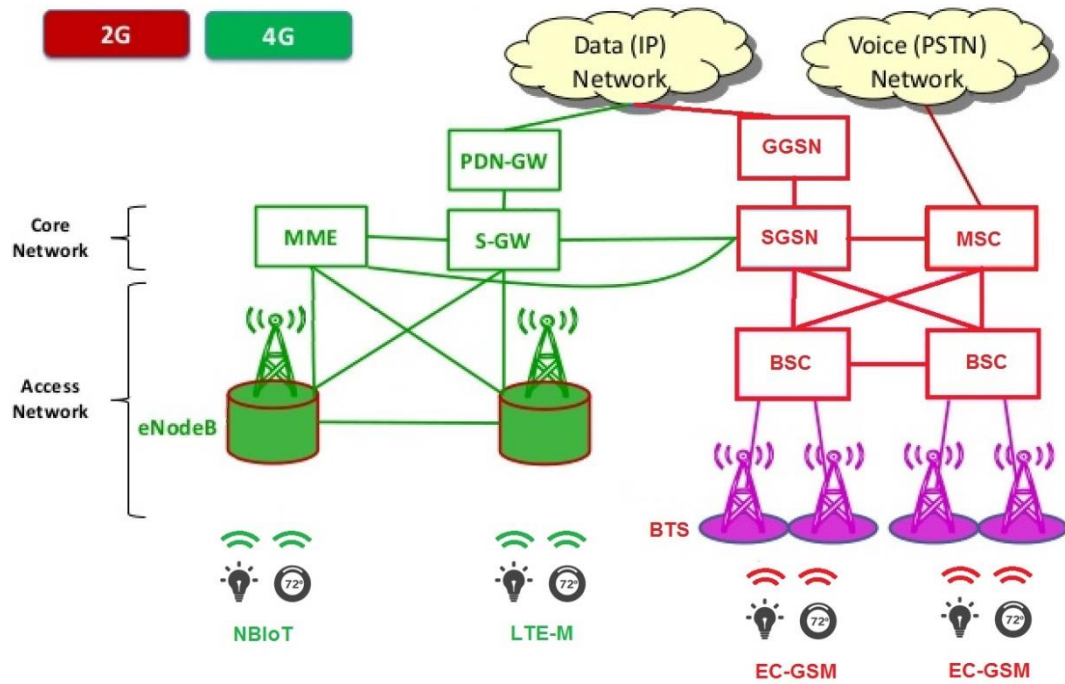 2G
4G
Data (IP)
Network
Voice (PSTN)
Network
PDN-GW
GGSN
Core
Network
MME
S-GW
SGSN
MSC
Access
Network
eNodeB
BSC
BSC
BTS
72°
72°
72°
72°
NBIoT
LTE-M
EC-GSM
EC-GSM